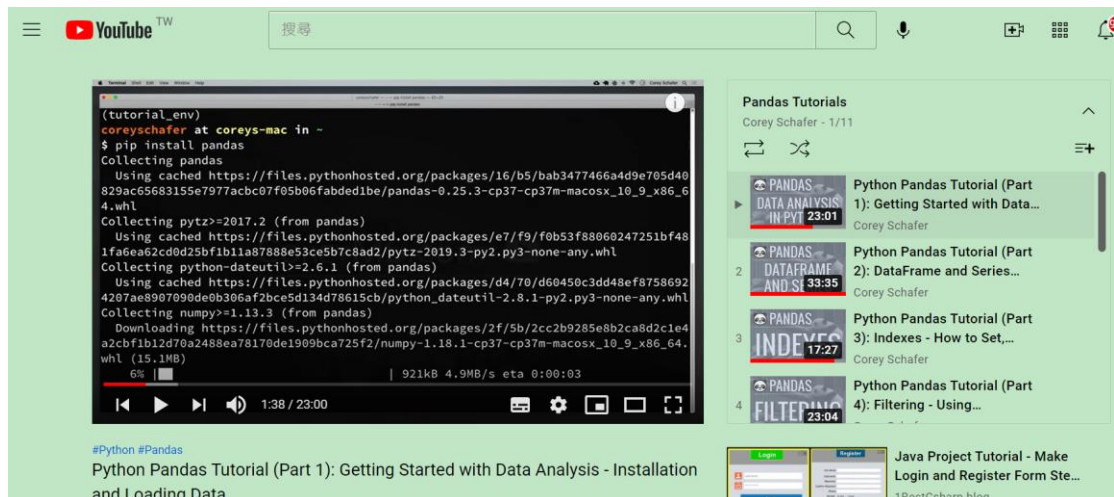 YouTube TW
搜尋
(tutorial_env)
coreyschafer at coreys-mac in ~
$ pip install pandas
Collecting pandas
Using cached https://files.pythonhosted.org/packages/16/b5/bab3477466a4d9e705d40
829ac65683155e7977acbc07f05b06fabded1be/pandas-0.25.3-cp37-cp37m-macosx_10_9_x86_6
4.whl
Collecting pytz>=2017.2 (from pandas)
Using cached https://files.pythonhosted.org/packages/e7/f9/f0b53f88060247251bf48
1fa6ea62cd0d25bf1b11a87888e53ce5b7c8ad2/pytz-2019.3-py2.py3-none-any.whl
Collecting python-dateutil>=2.6.1 (from pandas)
Using cached https://files.pythonhosted.org/packages/d4/70/d60450c3dd48ef8758692
4207ae8907090de0b306af2bce5d134d78615cb/python_dateutil-2.8.1-py2.py3-none-any.whl
Collecting numpy>=1.13.3 (from pandas)
Downloading https://files.pythonhosted.org/packages/2f/5b/2cc2b9285e8b2ca8d2c1e4
a2cbf1b12d70a2488ea78170de1909bca725f2/numpy-1.18.1-cp37-cp37m-macosx_10_9_x86_64.
whl (15.1MB)
6% | | 921kB 4.9MB/s eta 0:00:03
1:38 / 23:00
#Python #Pandas
Python Pandas Tutorial (Part 1): Getting Started with Data Analysis - Installation
and Loading Data
Pandas Tutorials
Corey Schafer - 1/11
PANDAS
DATA ANALYSIS
IN PYT
23:01
Python Pandas Tutorial (Part
1): Getting Started with Data...
Corey Schafer
2
PANDAS
DATAFRAME
AND SE
33:35
Python Pandas Tutorial (Part
2): DataFrame and Series...
Corey Schafer
3
PANDAS
INDEXES
17:27
Python Pandas Tutorial (Part
3): Indexes - How to Set,...
Corey Schafer
4
PANDAS
FILTERING
23:04
Python Pandas Tutorial (Part
4): Filtering - Using...
Login
Register
Java Project Tutorial - Make
Login and Register Form Ste...
1BestCsharp blog